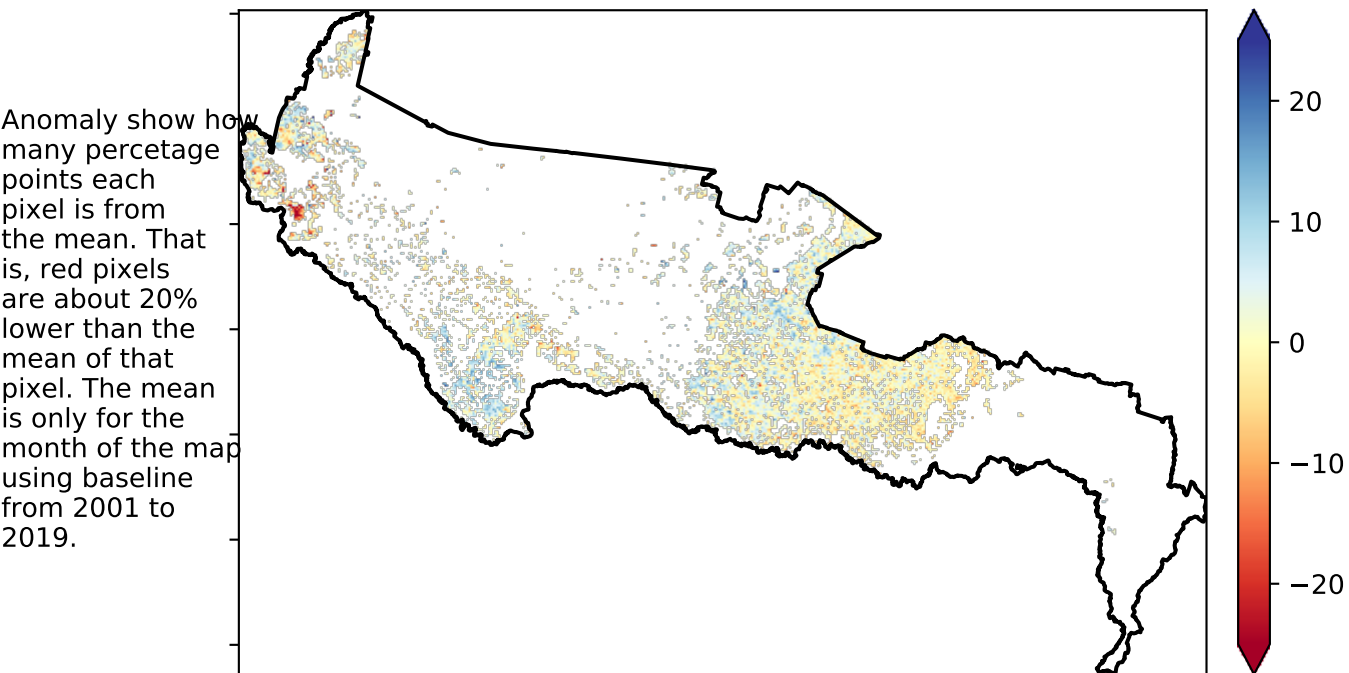 Anomaly show how
many percetage
points each
pixel is from
the mean. That
is, red pixels
are about 20%
lower than the
mean of that
pixel. The mean
is only for the
month of the map
using baseline
from 2001 to
2019.
20
10
0
−10
−20